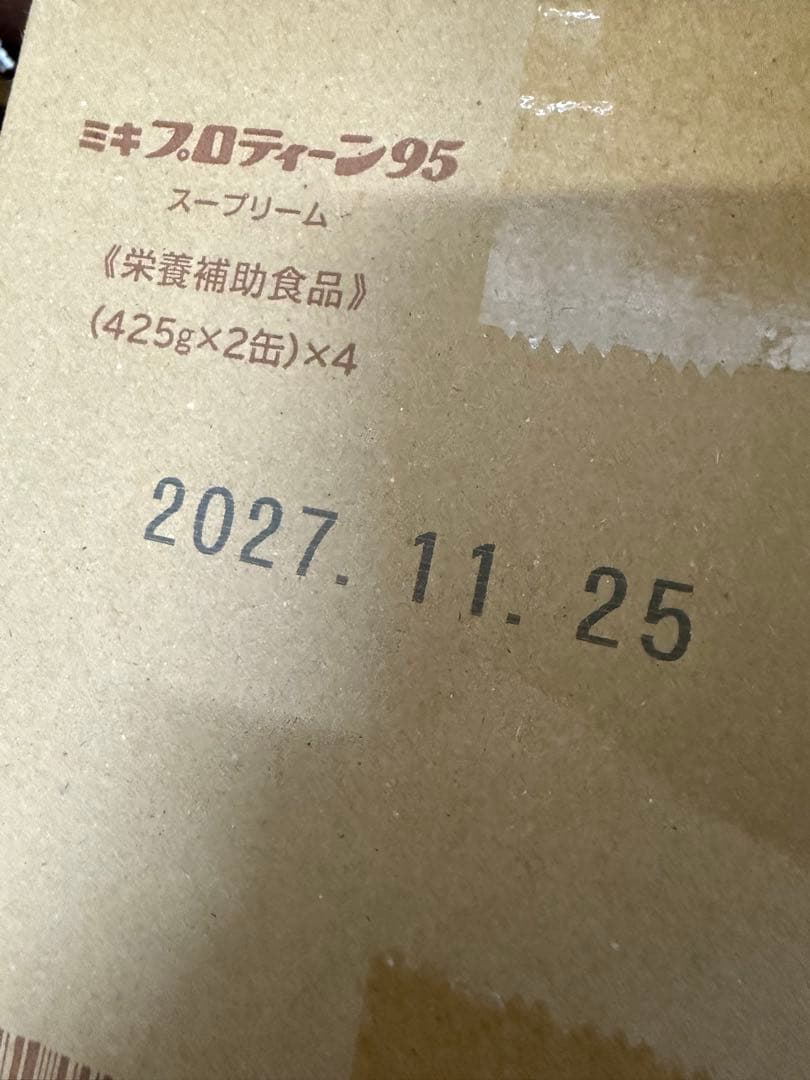 ミキプロティーン95
スープリーム
《栄養補助食品》
(425g×2缶)×4
2027. 11. 25